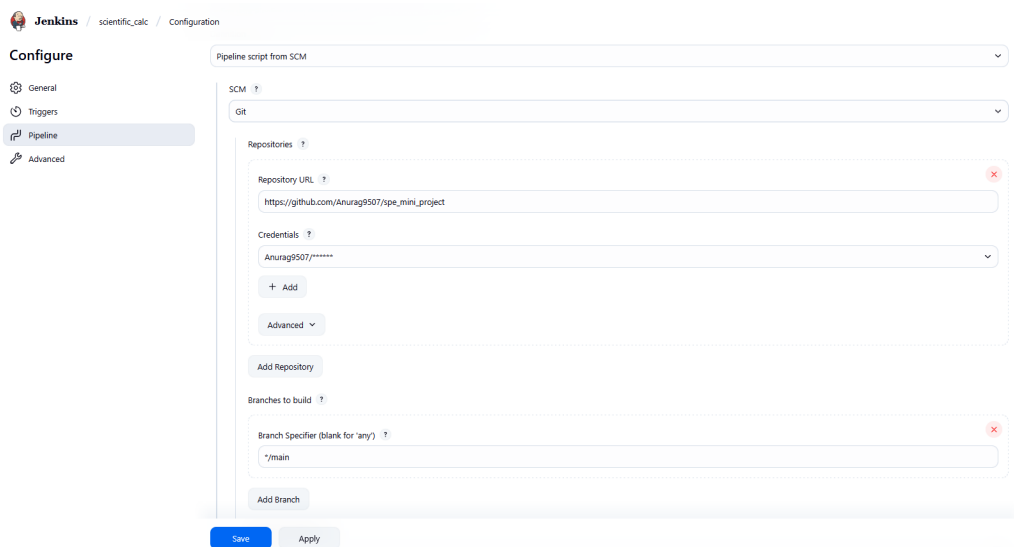 Jenkins / scientific_calc / Configuration
Configure
General
Triggers
Pipeline
Advanced
Pipeline script from SCM
SCM ?
Git
Repositories ?
Repository URL ?
https://github.com/Anurag9507/spe_mini_project
Credentials ?
Anurag9507/******
+ Add
Advanced
Add Repository
Branches to build ?
Branch Specifier (blank for 'any') ?
*/main
Add Branch
Save
Apply